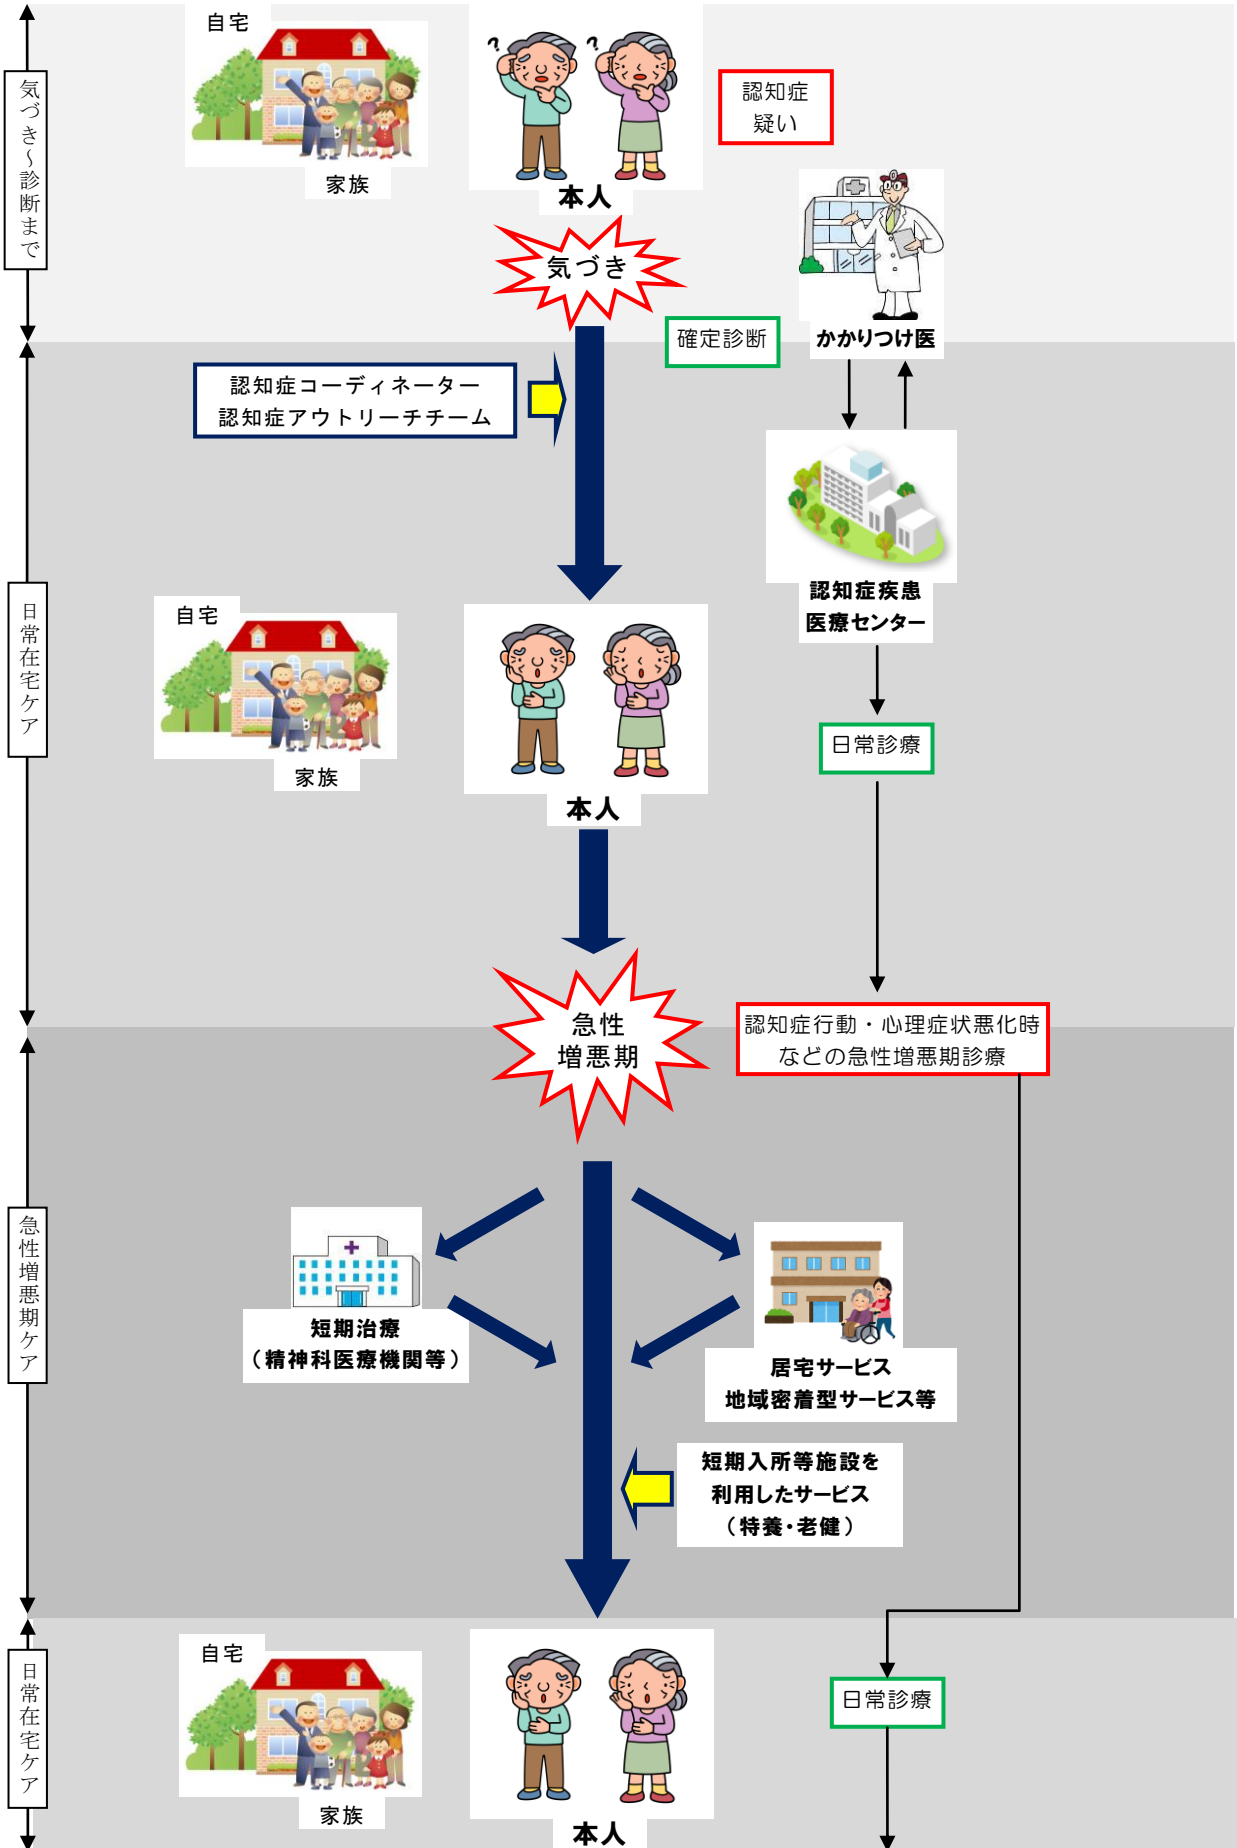 自宅
家族
本人
認知症
疑い
気づき～診断まで
気づき
かかりつけ医
確定診断
認知症コーディネーター
認知症アウトリーチチーム
認知症疾患
医療センター
日常在宅ケア
自宅
家族
本人
日常診療
急性
増悪期
認知症行動・心理症状悪化時
などの急性増悪期診療
急性増悪期ケア
短期治療
（精神科医療機関等）
居宅サービス
地域密着型サービス等
短期入所等施設を
利用したサービス
（特養・老健）
日常在宅ケア
自宅
家族
本人
日常診療